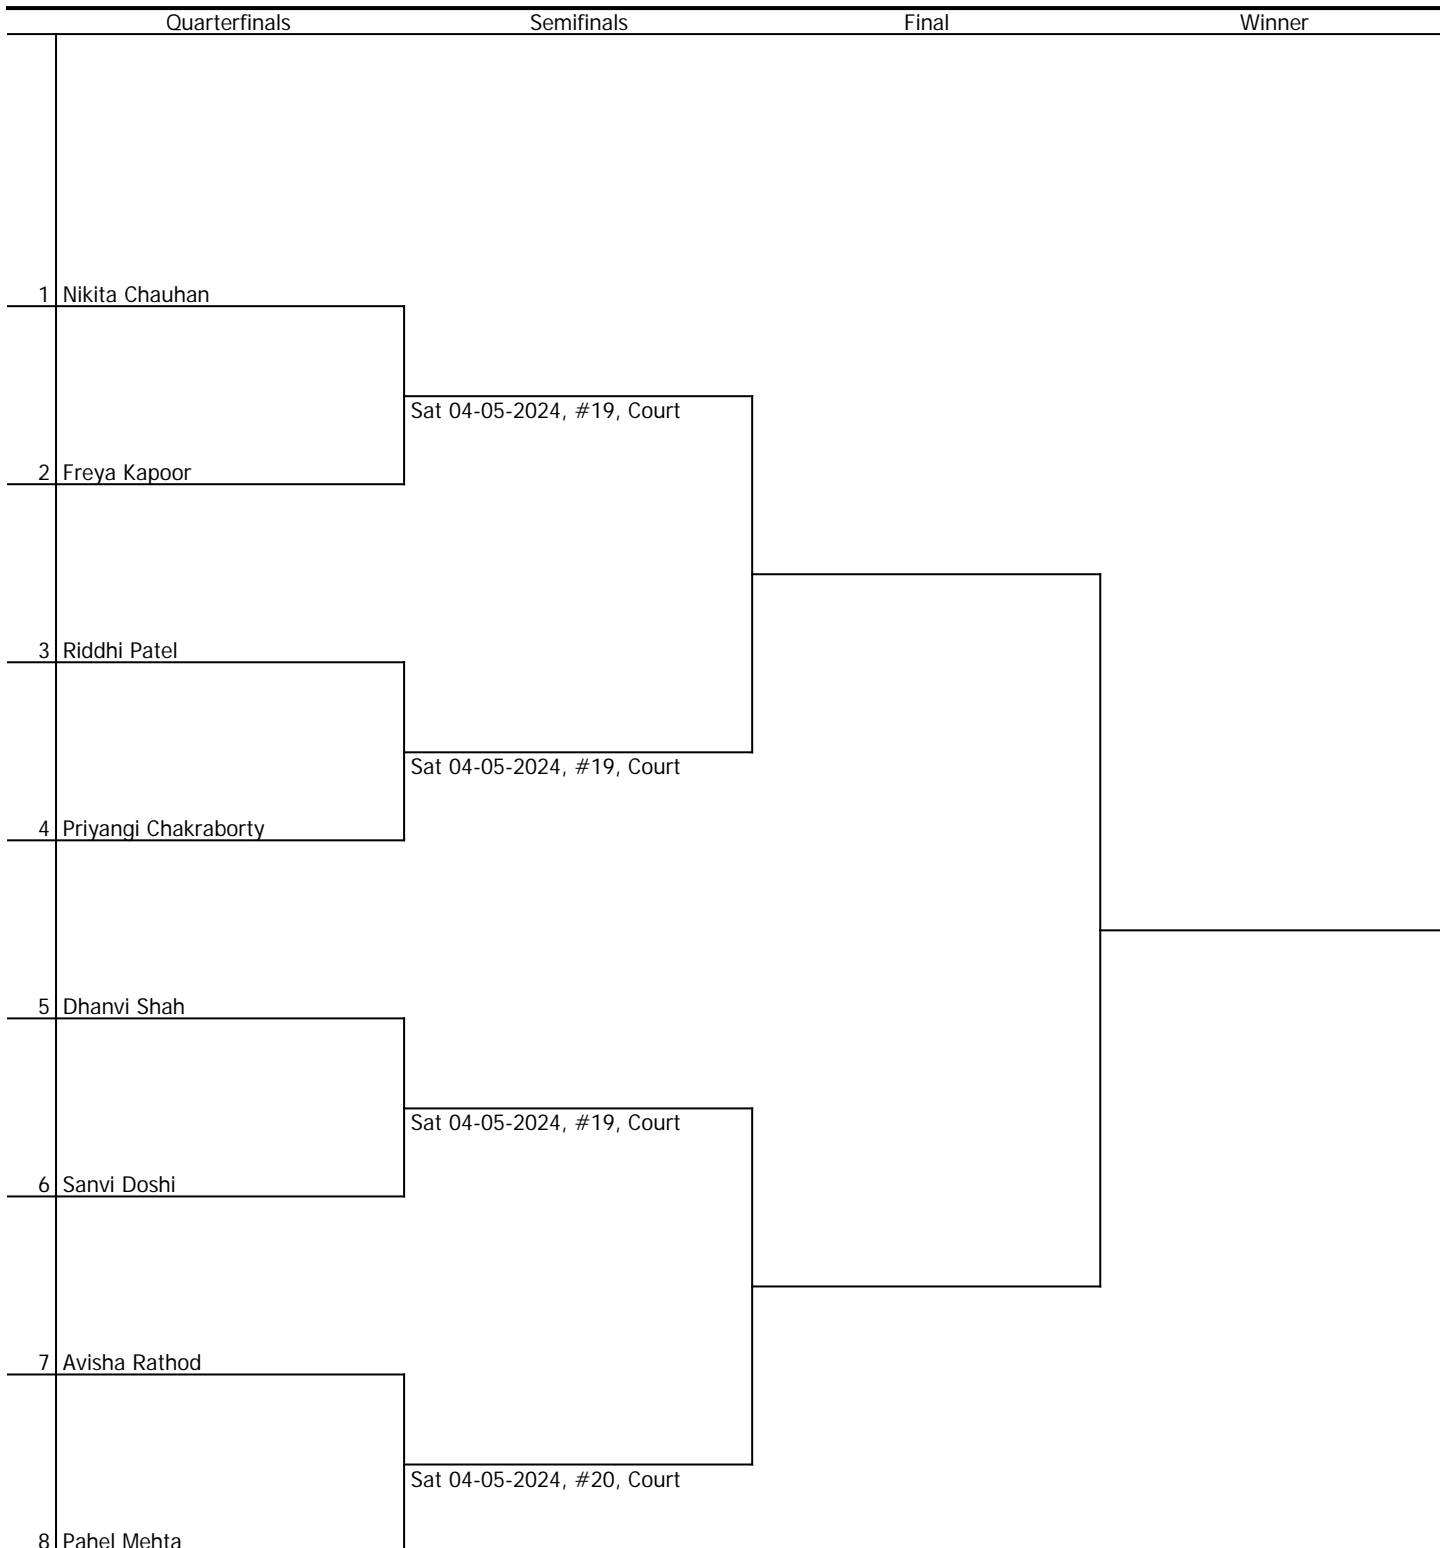 Quarterfinals Semifinals Final Winner
1 Nikita Chauhan
Sat 04-05-2024, #19, Court
2 Freya Kapoor
3 Riddhi Patel
Sat 04-05-2024, #19, Court
4 Priyangi Chakraborty
5 Dhanvi Shah
Sat 04-05-2024, #19, Court
6 Sanvi Doshi
7 Avisha Rathod
Sat 04-05-2024, #20, Court
8 Pahel Mehta